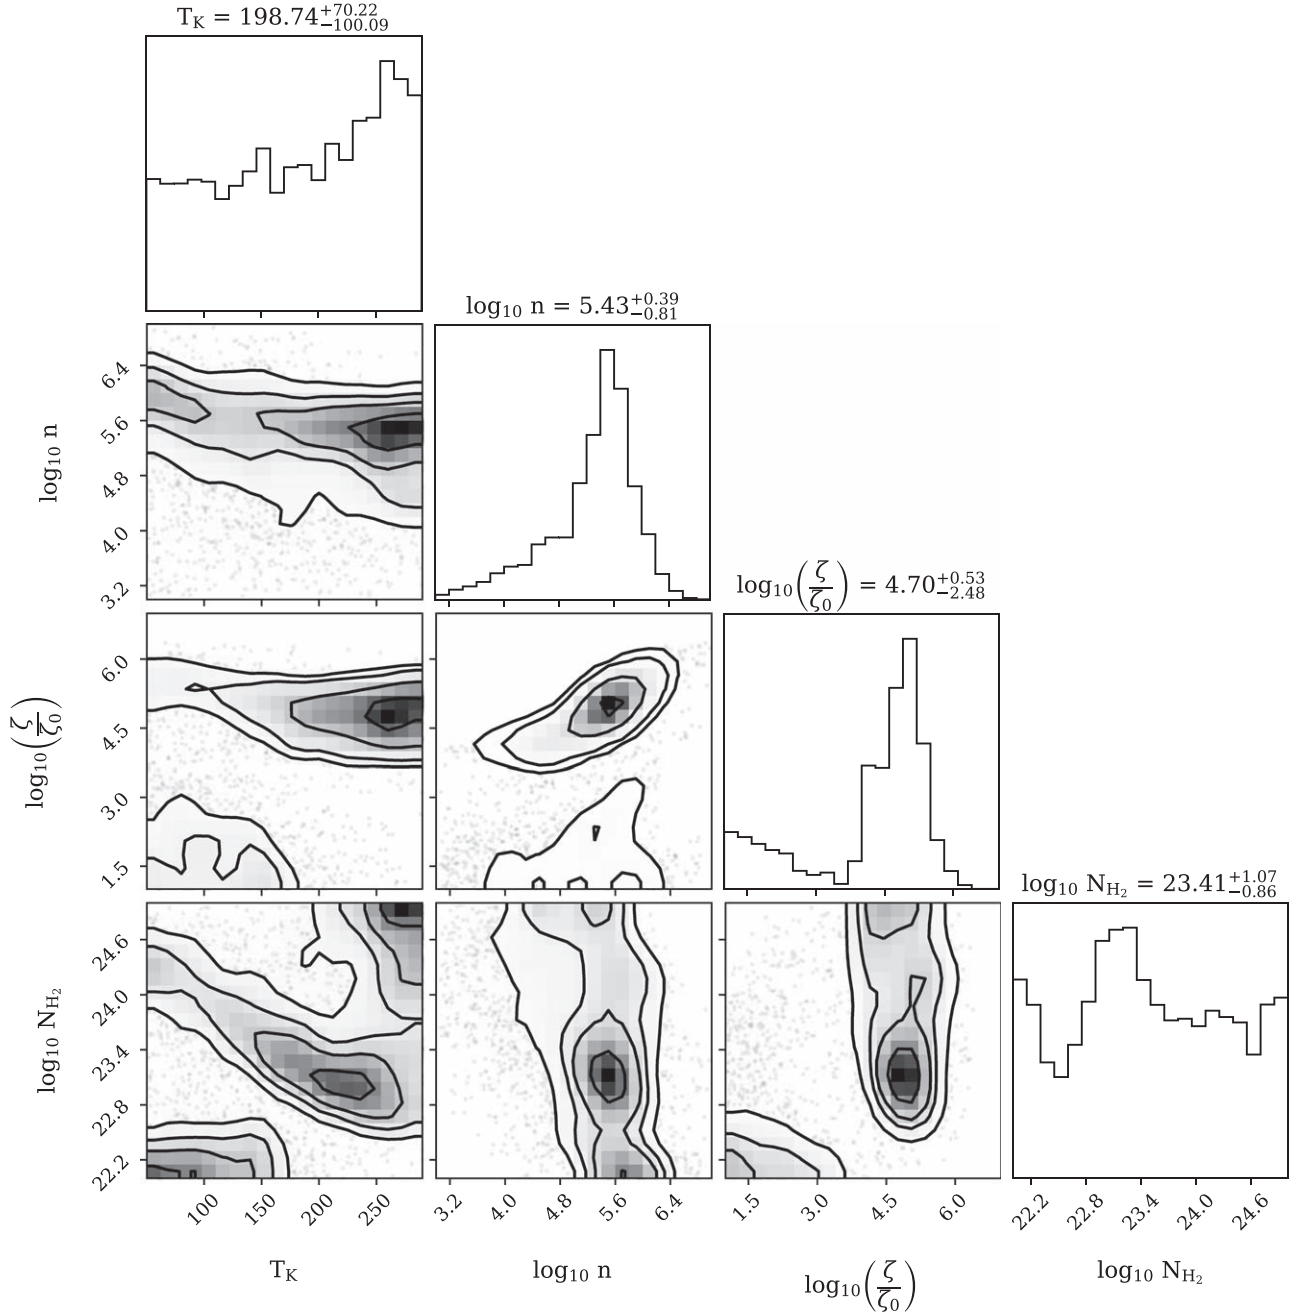 T_K = 198.74^{+70.22}_{−100.09}
log₁₀ n = 5.43^{+0.39}_{−0.81}
6.4
5.6
4.8
4.0
3.2
log₁₀ n
log₁₀(ζ/ζ₀) = 4.70^{+0.53}_{−2.48}
6.0
4.5
3.0
1.5
log₁₀(ζ/ζ₀)
log₁₀ N_{H₂} = 23.41^{+1.07}_{−0.86}
24.6
24.0
23.4
22.8
22.2
log₁₀ N_{H₂}
100 150 200 250 3.2 4.0 4.8 5.6 6.4 1.5 3.0 4.5 6.0 22.2 22.8 23.4 24.0 24.6
T_K log₁₀ n log₁₀(ζ/ζ₀) log₁₀ N_{H₂}